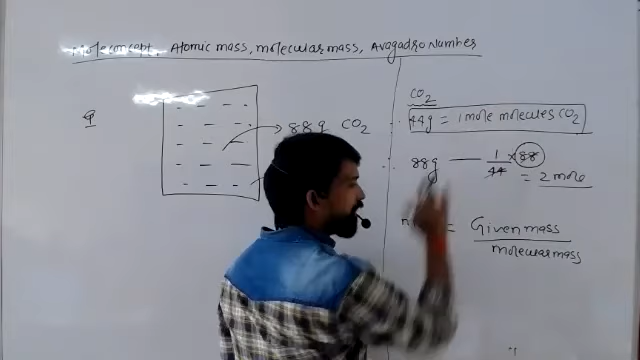 Mole concept, Atomic mass, molecular mass, Avagadro Number
Q
88g CO2
CO2
44g = 1 mole molecules CO2
88g — 1/44 × 88
= 2 mole
n = Given mass / molecular mass